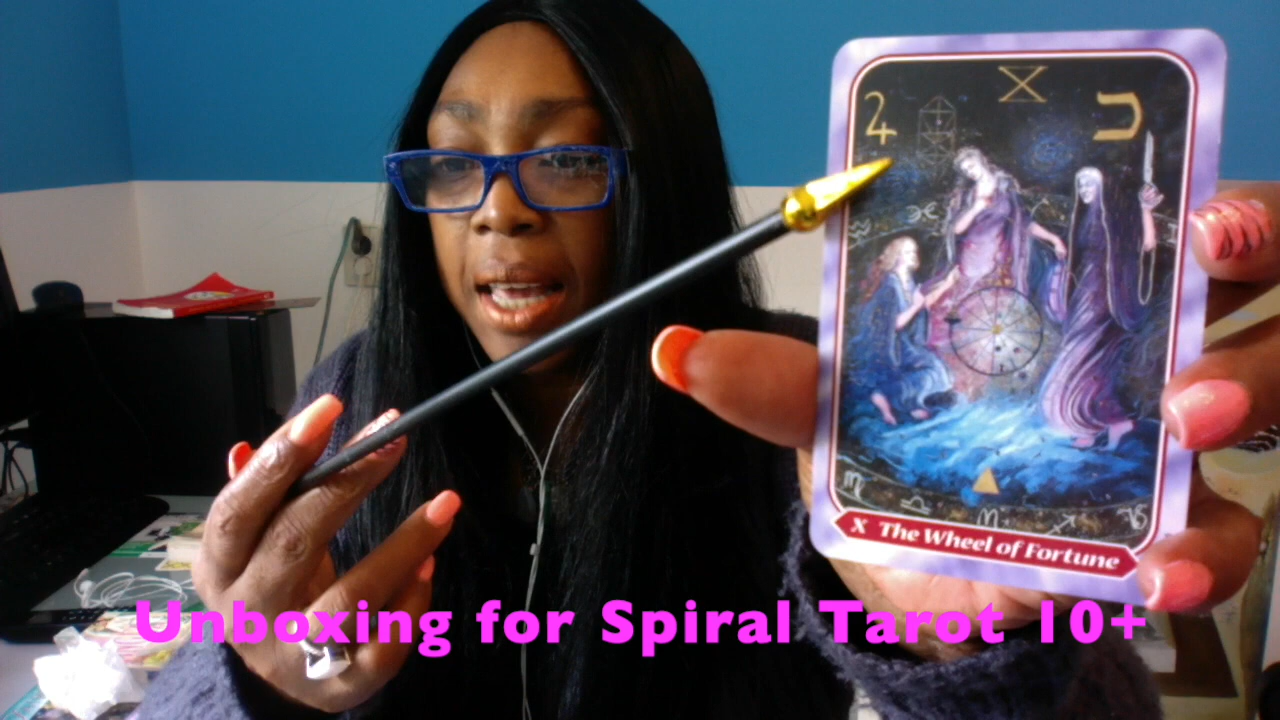 X
כ
X The Wheel of Fortune
Unboxing for Spiral Tarot 10+